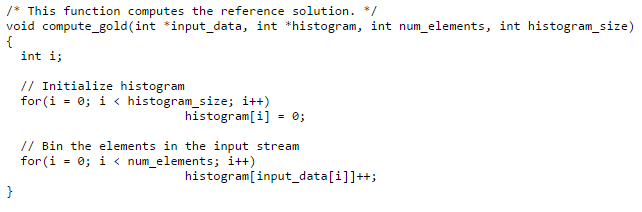 /* This function computes the reference solution. */
void compute_gold(int *input_data, int *histogram, int num_elements, int histogram_size)
{
  int i;

  // Initialize histogram
  for(i = 0; i < histogram_size; i++)
                        histogram[i] = 0;

  // Bin the elements in the input stream
  for(i = 0; i < num_elements; i++)
                        histogram[input_data[i]]++;
}